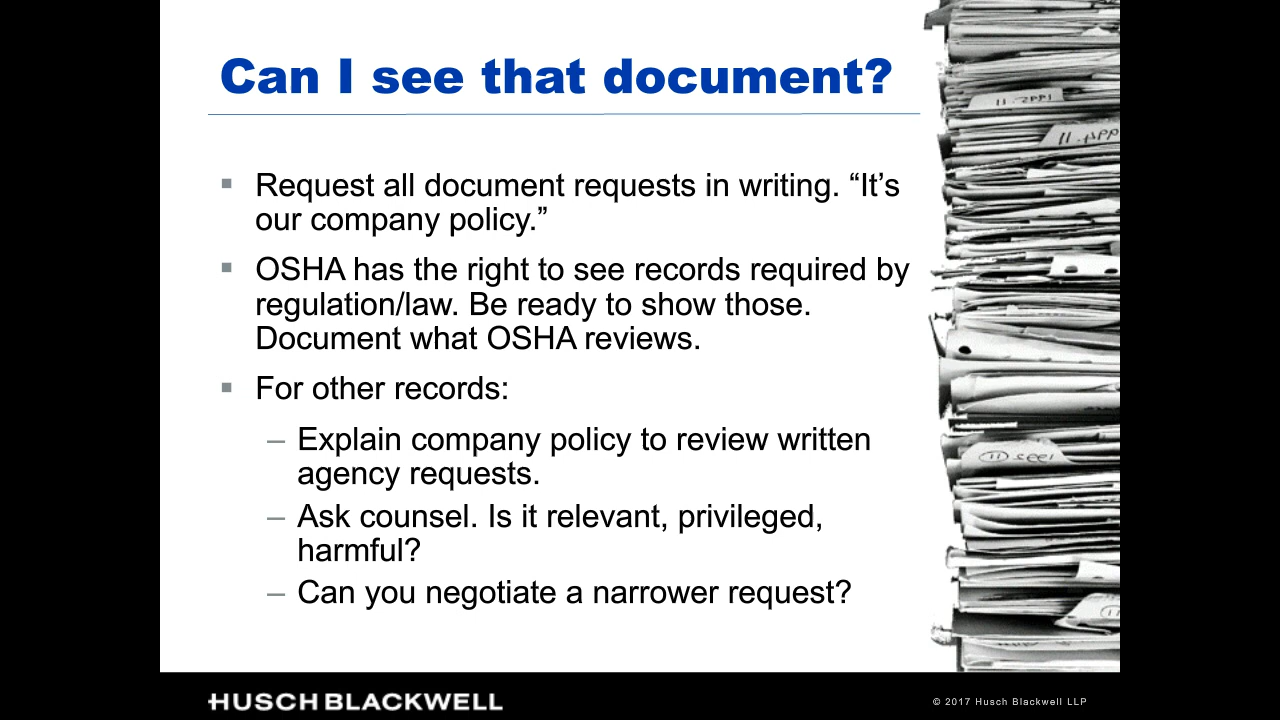 Can I see that document?
▪ Request all document requests in writing. “It’s
our company policy.”
▪ OSHA has the right to see records required by
regulation/law. Be ready to show those.
Document what OSHA reviews.
▪ For other records:
– Explain company policy to review written
agency requests.
– Ask counsel. Is it relevant, privileged,
harmful?
– Can you negotiate a narrower request?
HUSCH BLACKWELL
© 2017 Husch Blackwell LLP